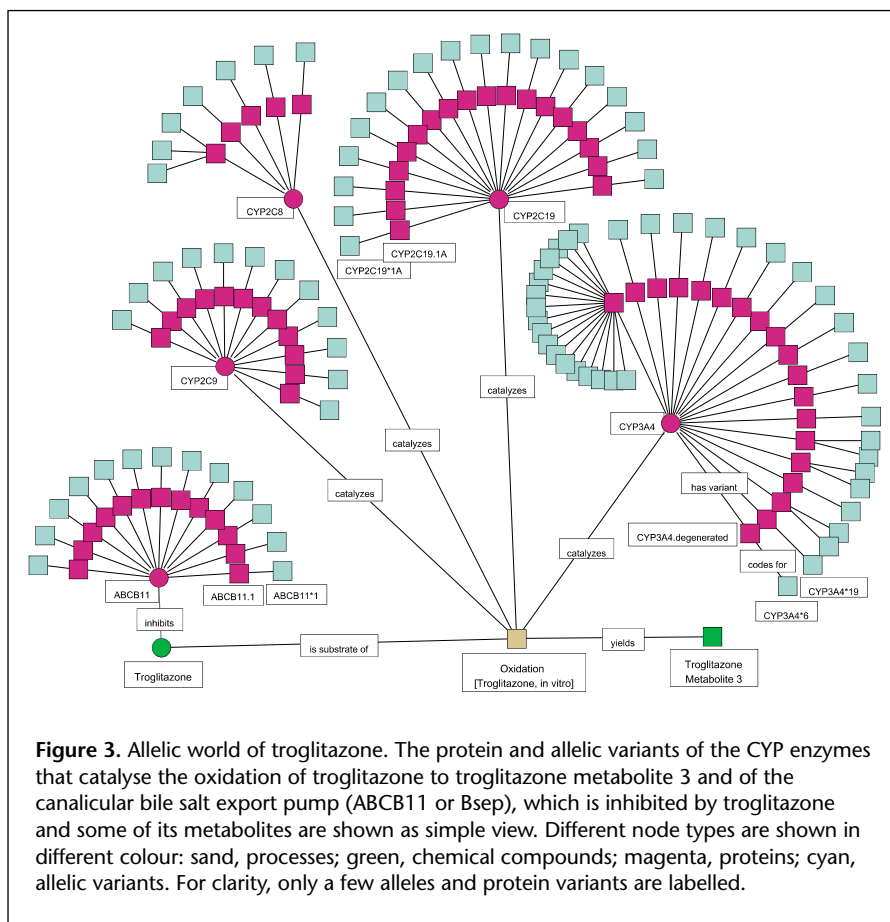 CYP2C8
CYP2C19
CYP2C19.1A
CYP2C19*1A
CYP2C9
catalyzes
CYP3A4
catalyzes
has variant
catalyzes
CYP3A4.degenerated
catalyzes
codes for
ABCB11
ABCB11.1
ABCB11*1
CYP3A4*19
CYP3A4*6
inhibits
is substrate of
yields
Troglitazone
Oxidation
[Troglitazone, in vitro]
Troglitazone
Metabolite 3
Figure 3. Allelic world of troglitazone. The protein and allelic variants of the CYP enzymes
that catalyse the oxidation of troglitazone to troglitazone metabolite 3 and of the
canalicular bile salt export pump (ABCB11 or Bsep), which is inhibited by troglitazone
and some of its metabolites are shown as simple view. Different node types are shown in
different colour: sand, processes; green, chemical compounds; magenta, proteins; cyan,
allelic variants. For clarity, only a few alleles and protein variants are labelled.